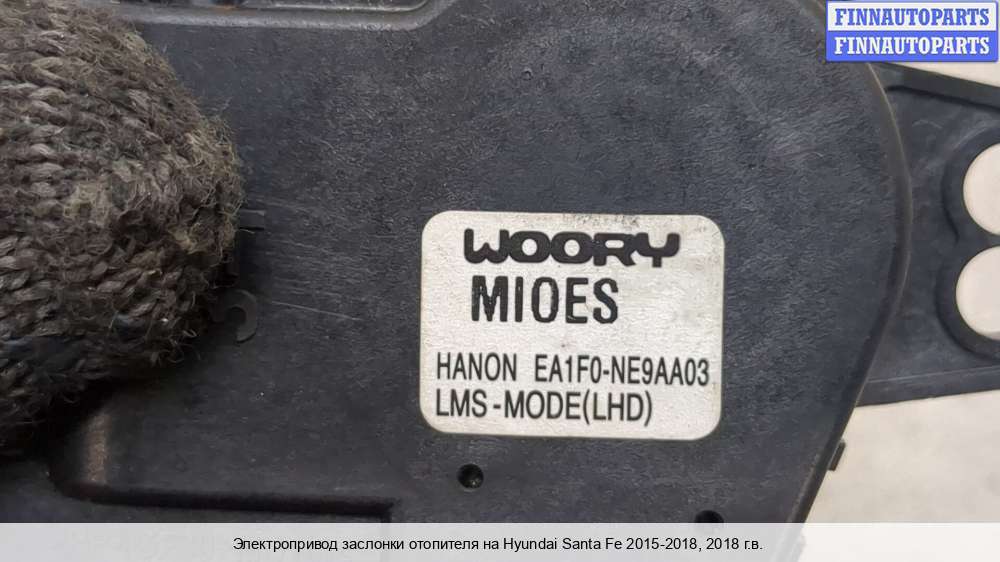 FINNAUTOPARTS
FINNAUTOPARTS
WOORY
M10ES
HANON EA1F0-NE9AA03
LMS-MODE(LHD)
Электропривод заслонки отопителя на Hyundai Santa Fe 2015-2018, 2018 г.в.